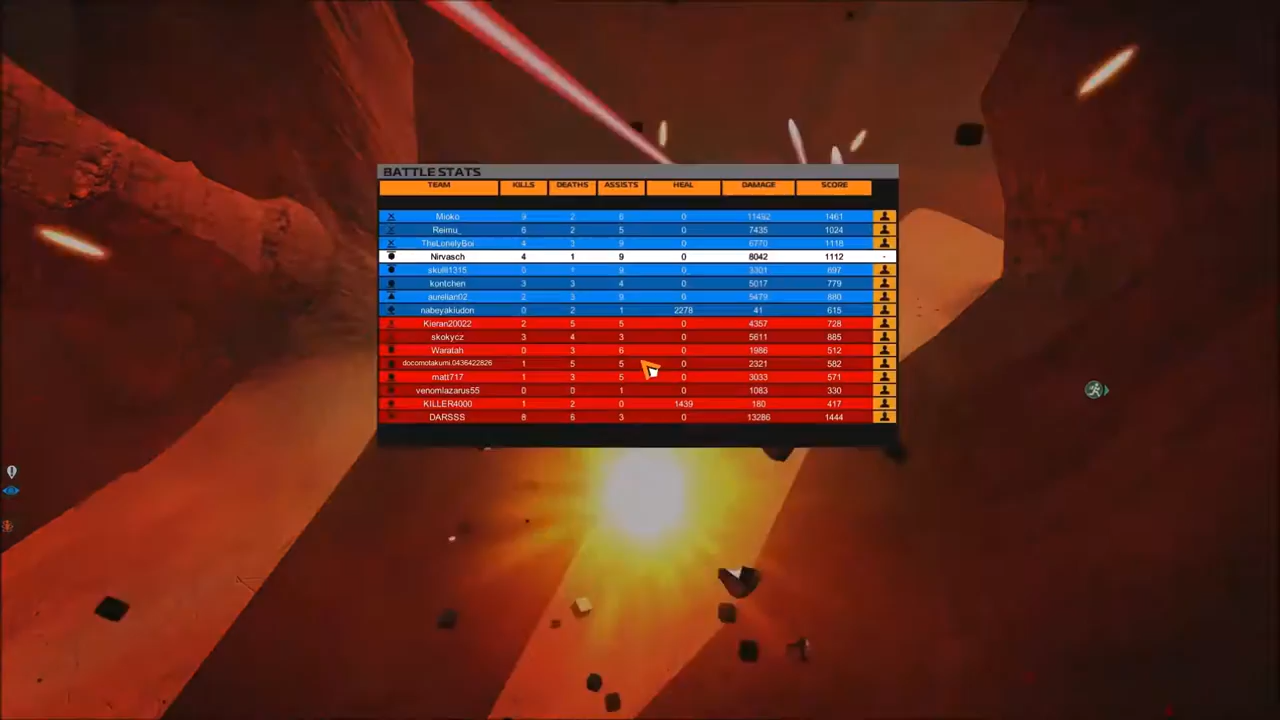 BATTLE STATS
TEAM KILLS DEATHS ASSISTS HEAL DAMAGE SCORE
Mioko 9 2 6 0 11492 1461
Reimu_ 6 2 5 0 7435 1024
TheLonelyBoi 4 3 9 0 6770 1118
Nirvasch 4 1 9 0 8042 1112 -
skulli1315 0 1 9 0 3301 697
kontchen 3 3 4 0 5017 779
aurelian02 2 3 8 0 5479 880
nabeyakiudon 0 2 1 2278 41 615
Kieran20022 2 5 5 0 4357 728
skokycz 3 4 3 0 5611 885
Waratah 0 3 6 0 1986 512
docomotakumi.0436422826 1 5 5 0 2321 582
matt717 1 3 5 0 3033 571
venomlazarus55 0 0 1 0 1083 330
KILLER4000 1 2 0 1439 180 417
DARSSS 8 6 3 0 13286 1444